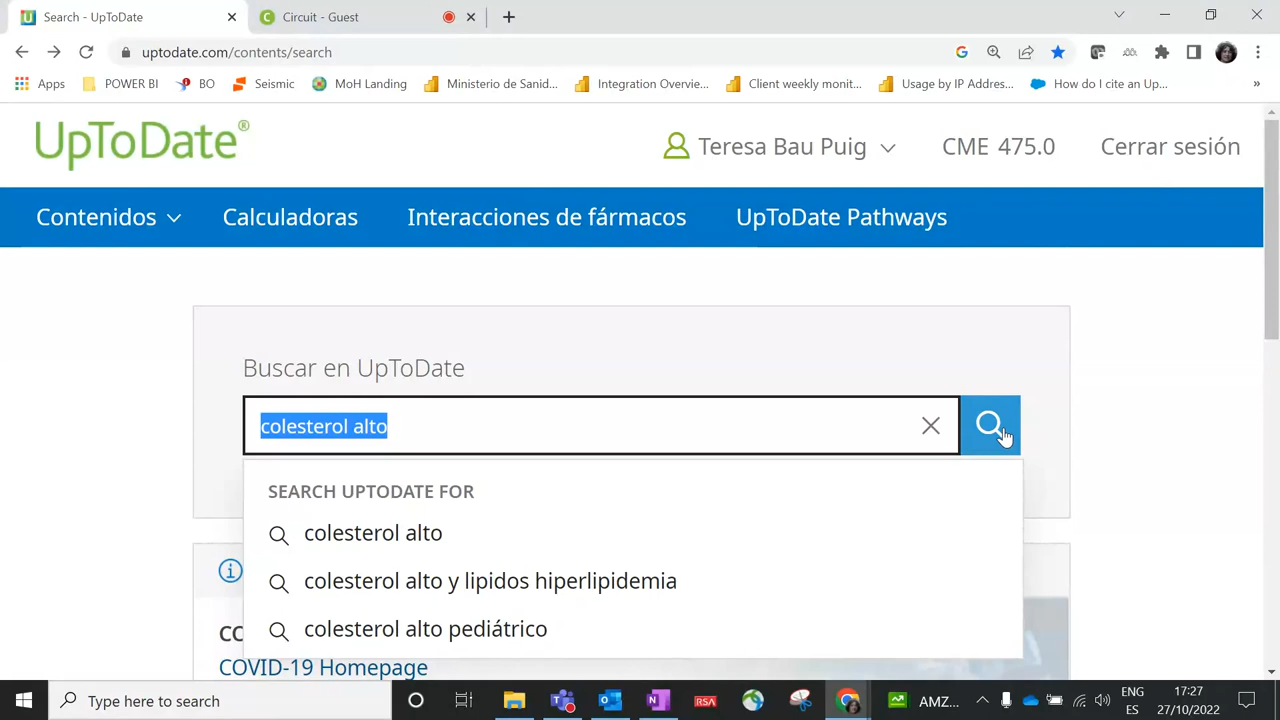 Search - UpToDate
Circuit - Guest
uptodate.com/contents/search
Apps
POWER BI
BO
Seismic
MoH Landing
Ministerio de Sanid...
Integration Overvie...
Client weekly monit...
Usage by IP Addres...
How do I cite an Up...
»
UpToDate®
Teresa Bau Puig
CME 475.0
Cerrar sesión
Contenidos
Calculadoras
Interacciones de fármacos
UpToDate Pathways
Buscar en UpToDate
colesterol alto
SEARCH UPTODATE FOR
colesterol alto
colesterol alto y lipidos hiperlipidemia
colesterol alto pediátrico
CO
COVID-19 Homepage
Type here to search
RSA
AMZ...
ENG
ES
17:27
27/10/2022